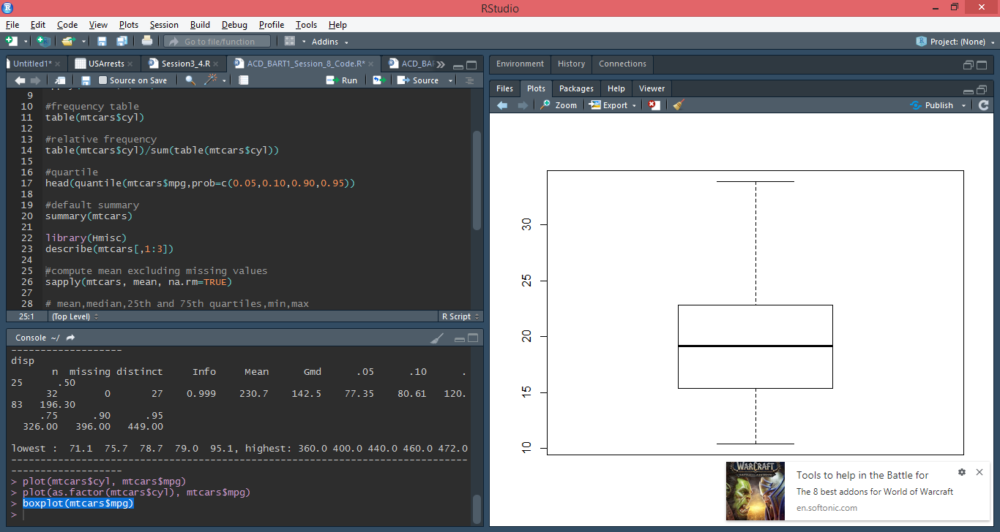 RStudio
File Edit Code View Plots Session Build Debug Profile Tools Help
Go to file/function Addins Project: (None)
Untitled1* USArrests Session3_4.R ACD_BART1_Session_8_Code.R* ACD_BAR
Source on Save Run Source
9
10 #frequency table
11 table(mtcars$cyl)
12
13 #relative frequency
14 table(mtcars$cyl)/sum(table(mtcars$cyl))
15
16 #quartile
17 head(quantile(mtcars$mpg,prob=c(0.05,0.10,0.90,0.95))
18
19 #default summary
20 summary(mtcars)
21
22 library(Hmisc)
23 describe(mtcars[,1:3])
24
25 #compute mean excluding missing values
26 sapply(mtcars, mean, na.rm=TRUE)
27
28 # mean,median,25th and 75th quartiles,min,max
25:1 (Top Level) R Script
Console ~/
-------------------
disp
n missing distinct Info Mean Gmd .05 .10 .
25 .50
32 0 27 0.999 230.7 142.5 77.35 80.61 120.
83 196.30
.75 .90 .95
326.00 396.00 449.00
lowest : 71.1 75.7 78.7 79.0 95.1, highest: 360.0 400.0 440.0 460.0 472.0
-------------------------------------------------------------------------------
-------------------
> plot(mtcars$cyl, mtcars$mpg)
> plot(as.factor(mtcars$cyl), mtcars$mpg)
> boxplot(mtcars$mpg)
>
Environment History Connections
Files Plots Packages Help Viewer
Zoom Export Publish
30
25
20
15
10
WARCRAFT
Tools to help in the Battle for
The 8 best addons for World of Warcraft
en.softonic.com